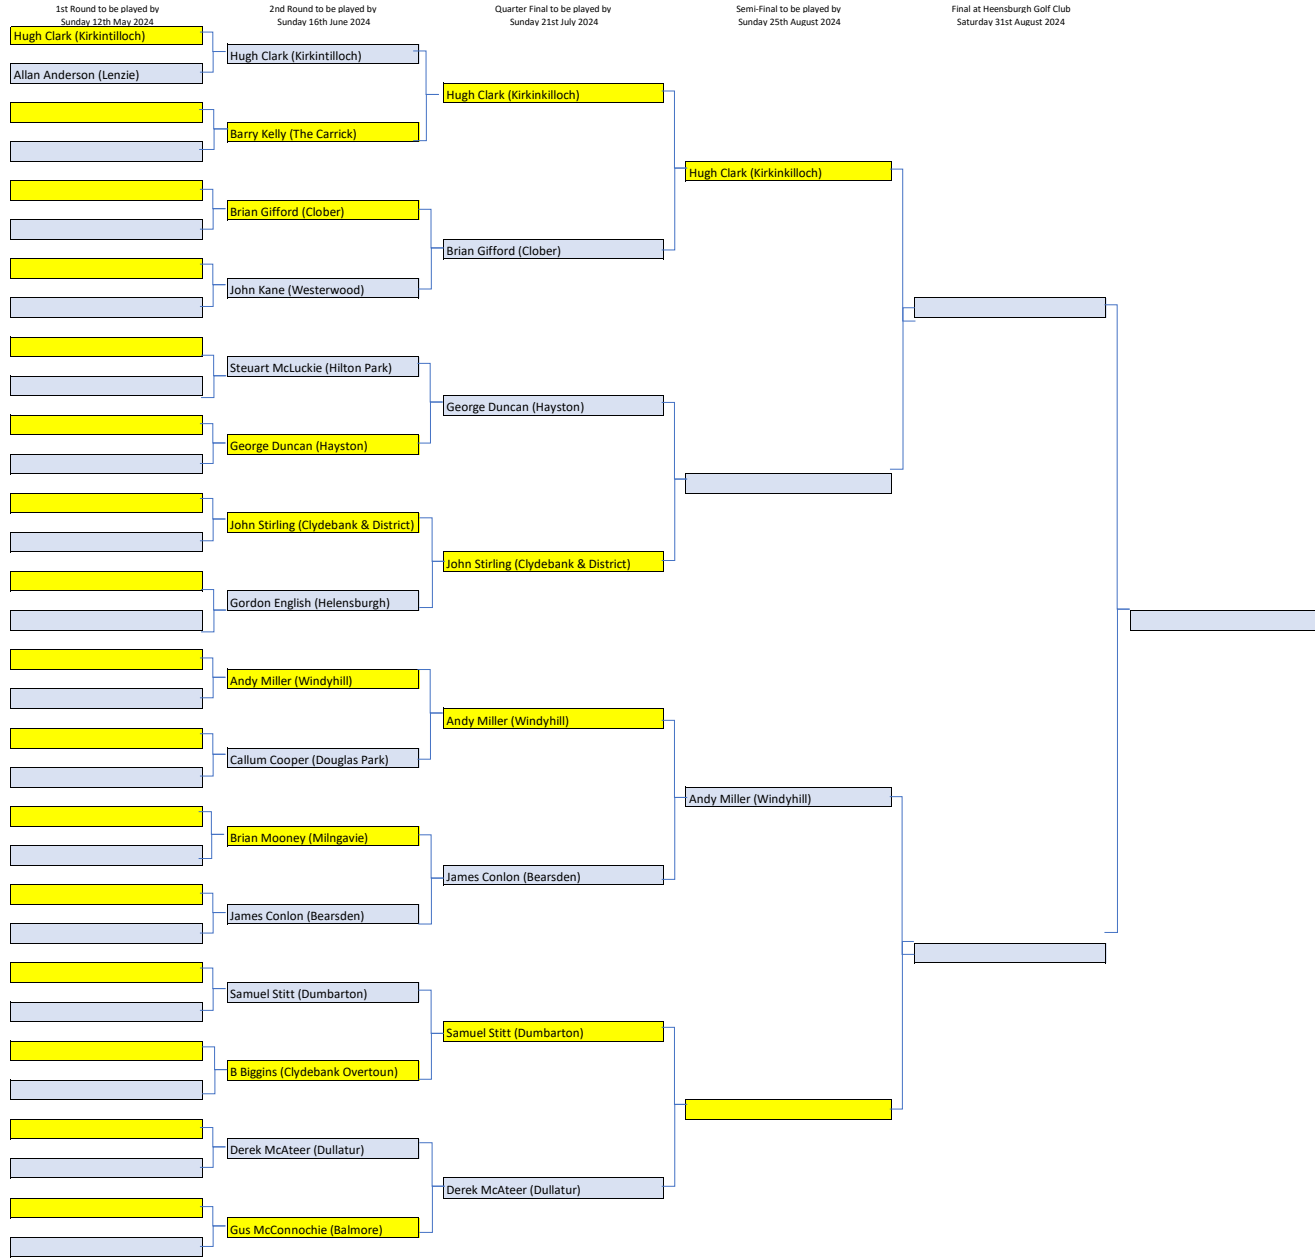 1st Round to be played by
Sunday 12th May 2024
2nd Round to be played by
Sunday 16th June 2024
Quarter Final to be played by
Sunday 21st July 2024
Semi-Final to be played by
Sunday 25th August 2024
Final at Heensburgh Golf Club
Saturday 31st August 2024
Hugh Clark (Kirkintilloch)
Allan Anderson (Lenzie)
Hugh Clark (Kirkintilloch)
Barry Kelly (The Carrick)
Brian Gifford (Clober)
John Kane (Westerwood)
Steuart McLuckie (Hilton Park)
George Duncan (Hayston)
John Stirling (Clydebank & District)
Gordon English (Helensburgh)
Andy Miller (Windyhill)
Callum Cooper (Douglas Park)
Brian Mooney (Milngavie)
James Conlon (Bearsden)
Samuel Stitt (Dumbarton)
B Biggins (Clydebank Overtoun)
Derek McAteer (Dullatur)
Gus McConnochie (Balmore)
Hugh Clark (Kirkinkilloch)
Brian Gifford (Clober)
George Duncan (Hayston)
John Stirling (Clydebank & District)
Andy Miller (Windyhill)
James Conlon (Bearsden)
Samuel Stitt (Dumbarton)
Derek McAteer (Dullatur)
Hugh Clark (Kirkinkilloch)
Andy Miller (Windyhill)